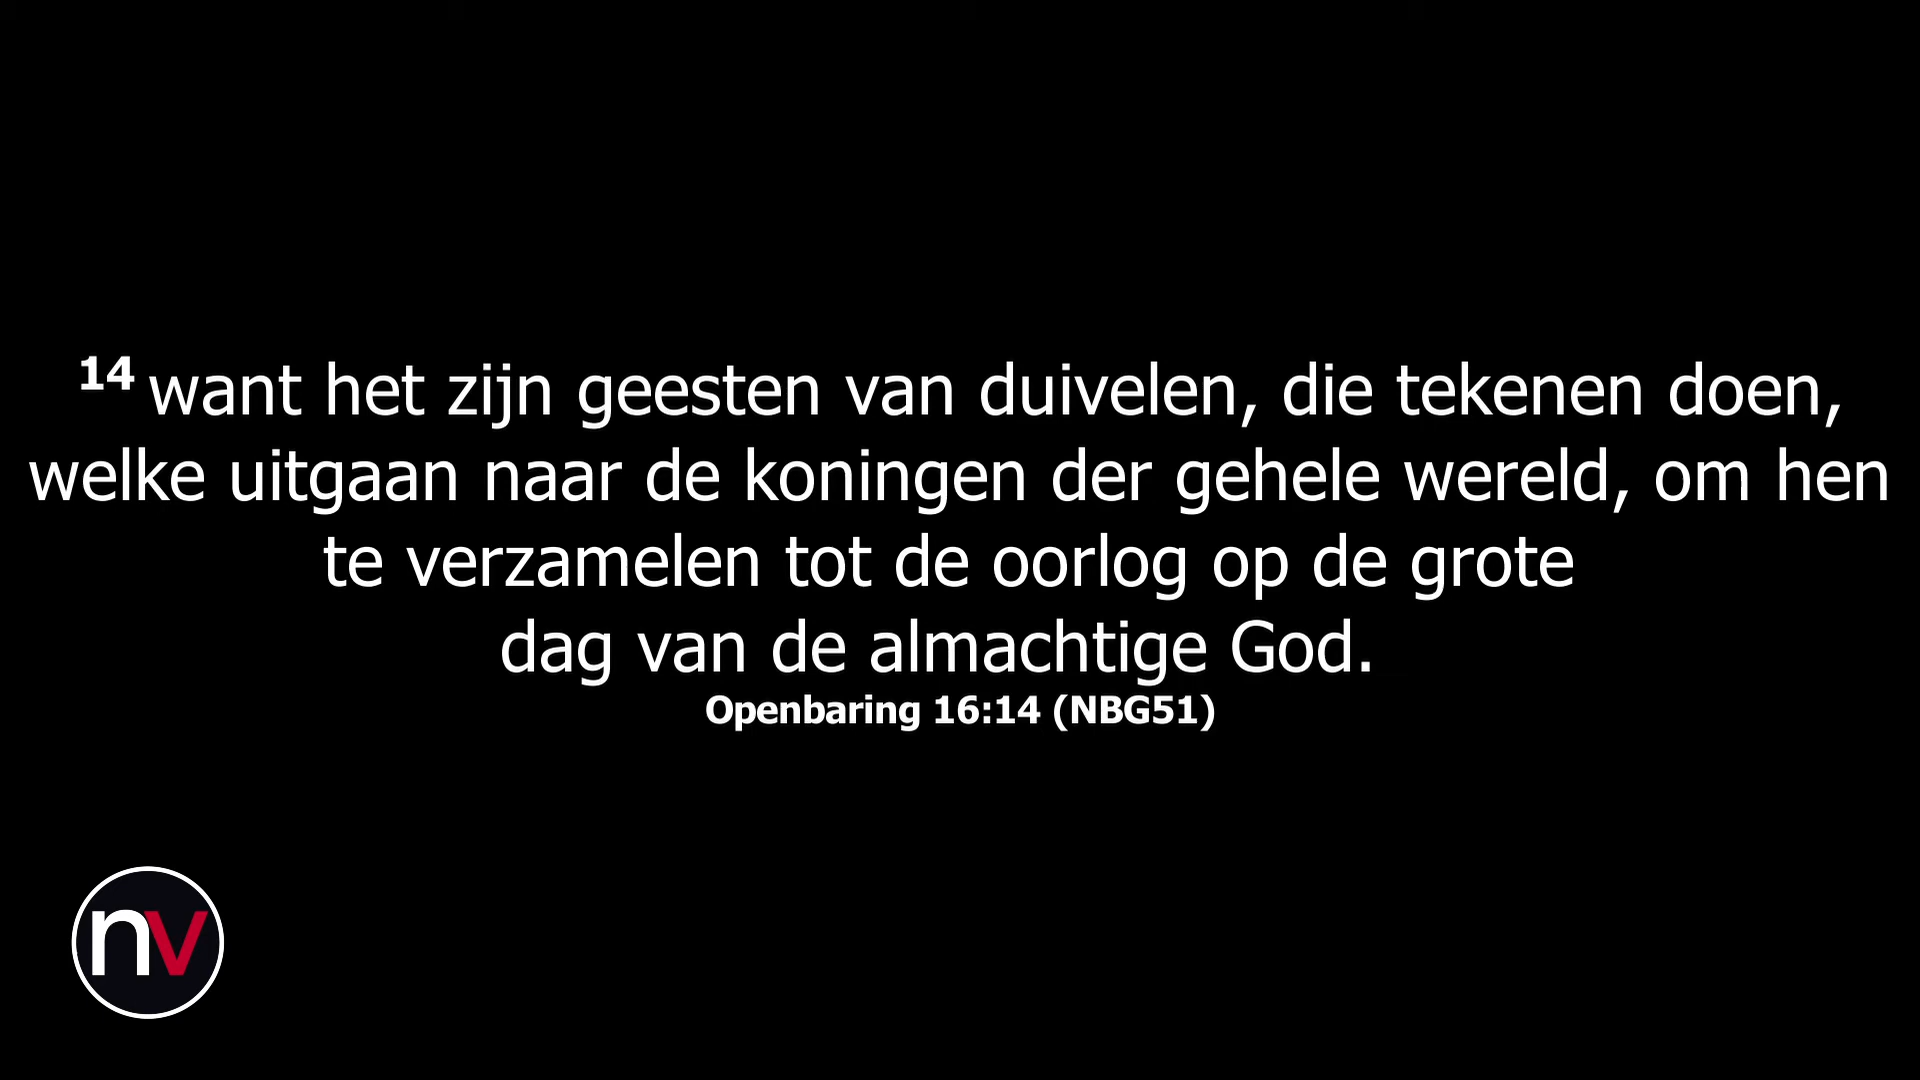 14 want het zijn geesten van duivelen, die tekenen doen,
welke uitgaan naar de koningen der gehele wereld, om hen
te verzamelen tot de oorlog op de grote
dag van de almachtige God.
Openbaring 16:14 (NBG51)
nv